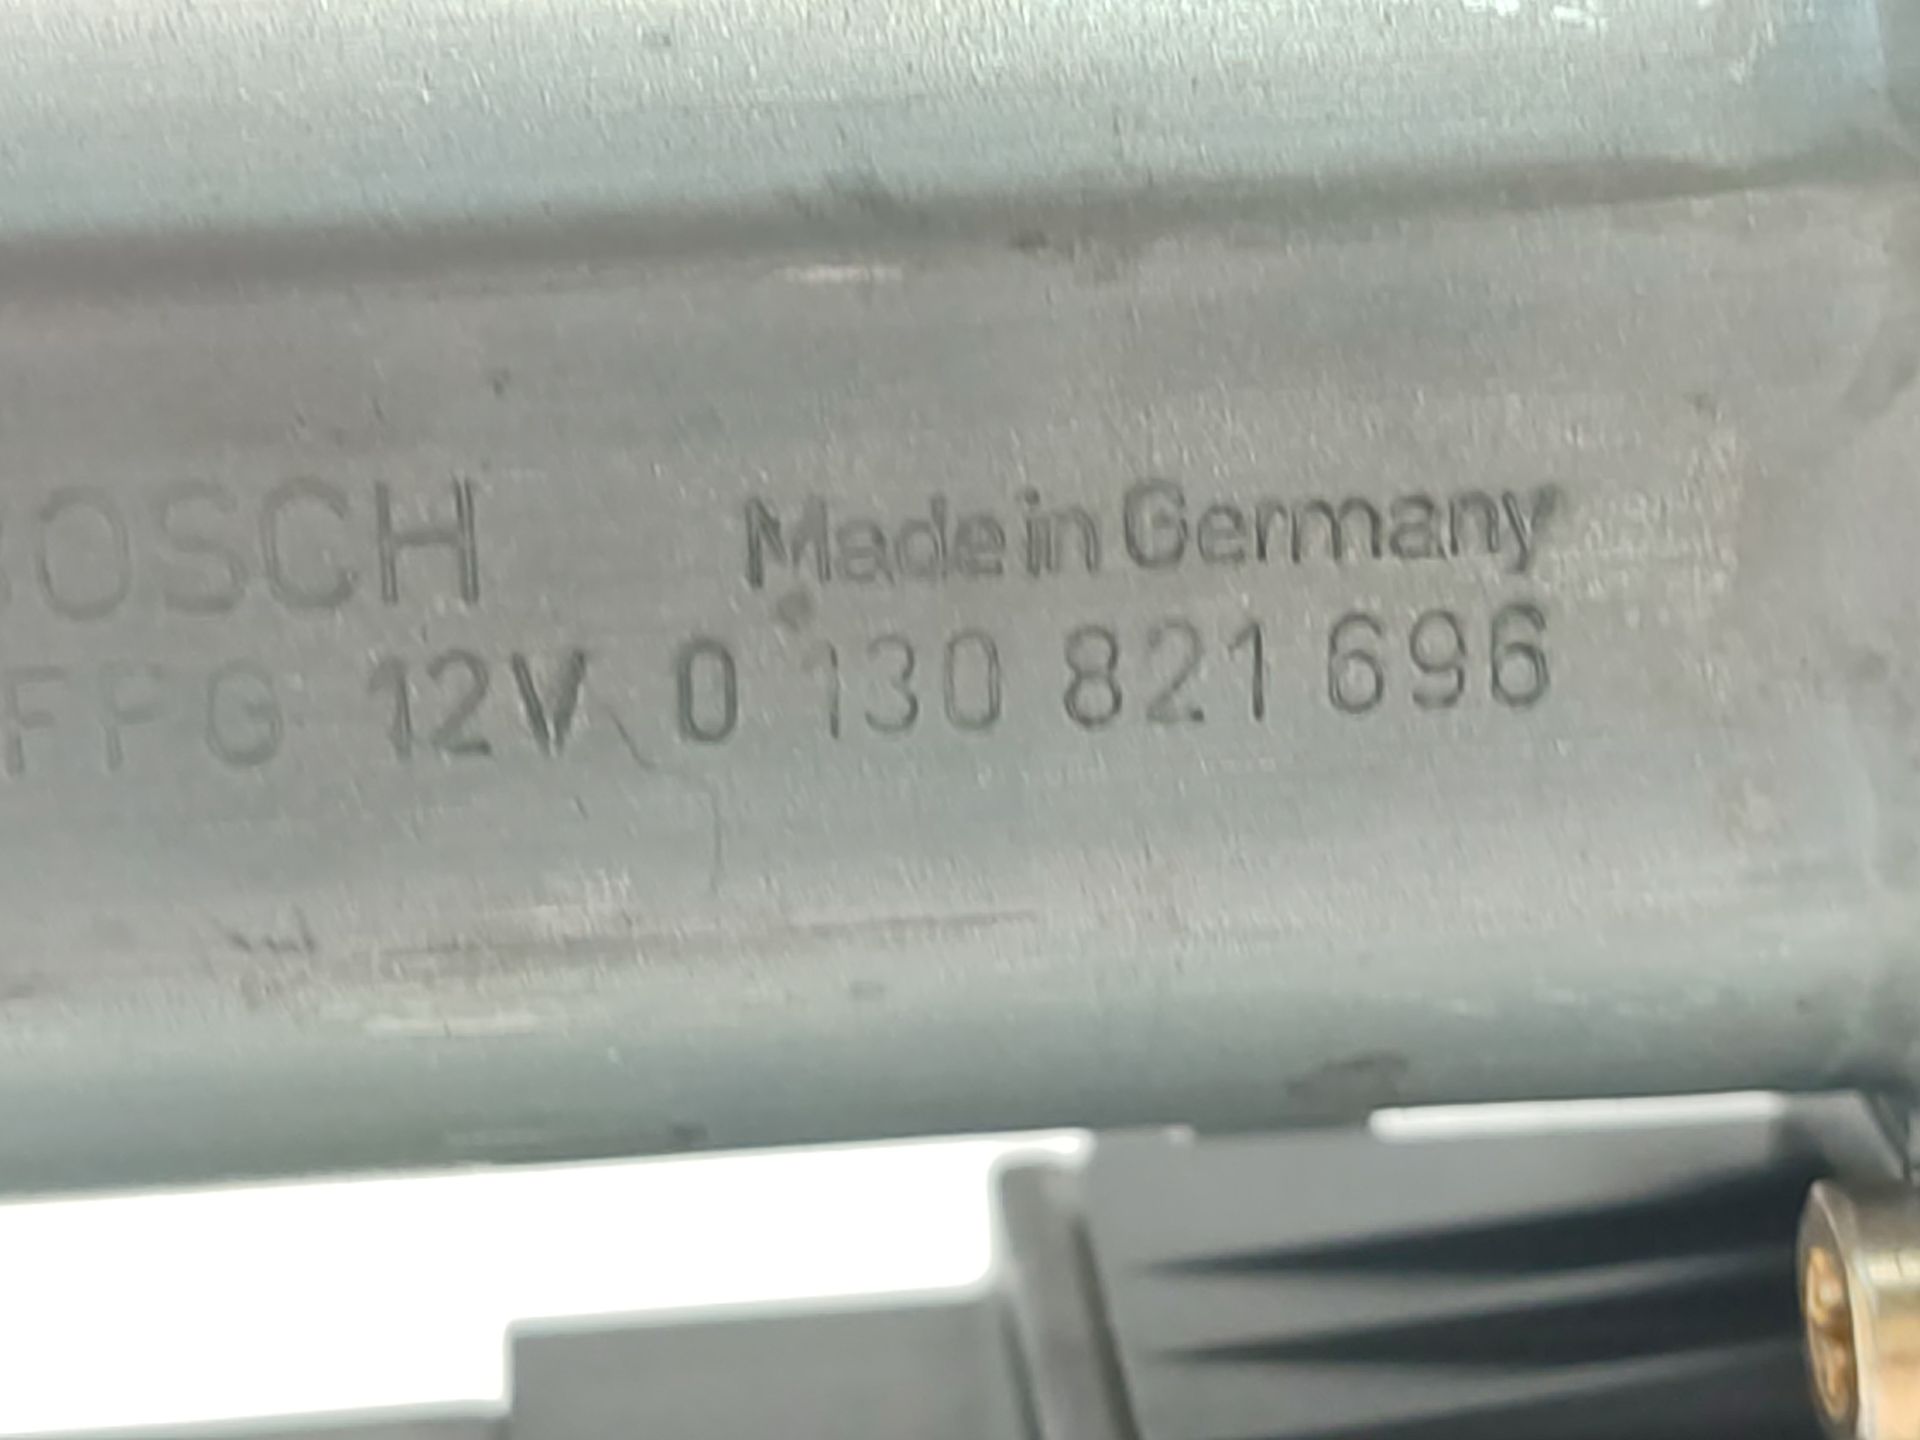 BOSCH Made in Germany
FPG 12V 0 130 821 696